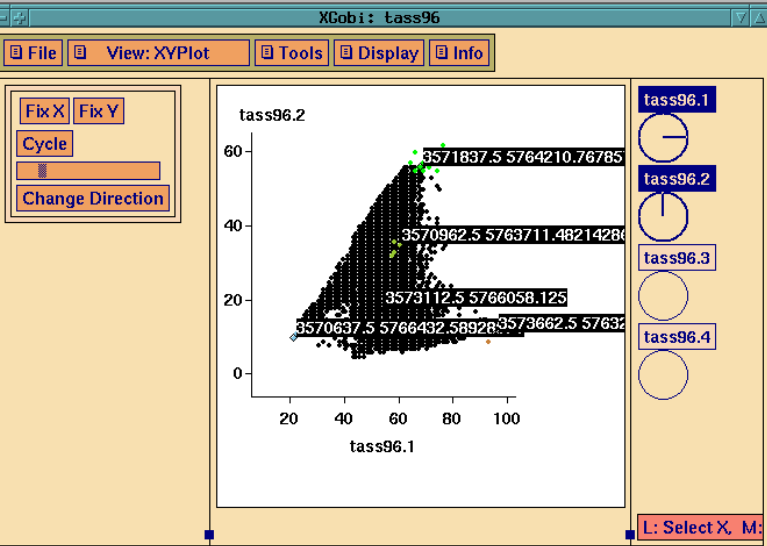 XGobi: tass96
File View: XYPlot Tools Display Info
Fix X Fix Y
Cycle
Change Direction
tass96.2
60
40
20
0
20 40 60 80 100
tass96.1
3571837.5 5764210.76785
3570962.5 5763711.48214286
3573112.5 5766058.125
3570637.5 5766432.58928
3573662.5 57632
tass96.1
tass96.2
tass96.3
tass96.4
L: Select X, M: